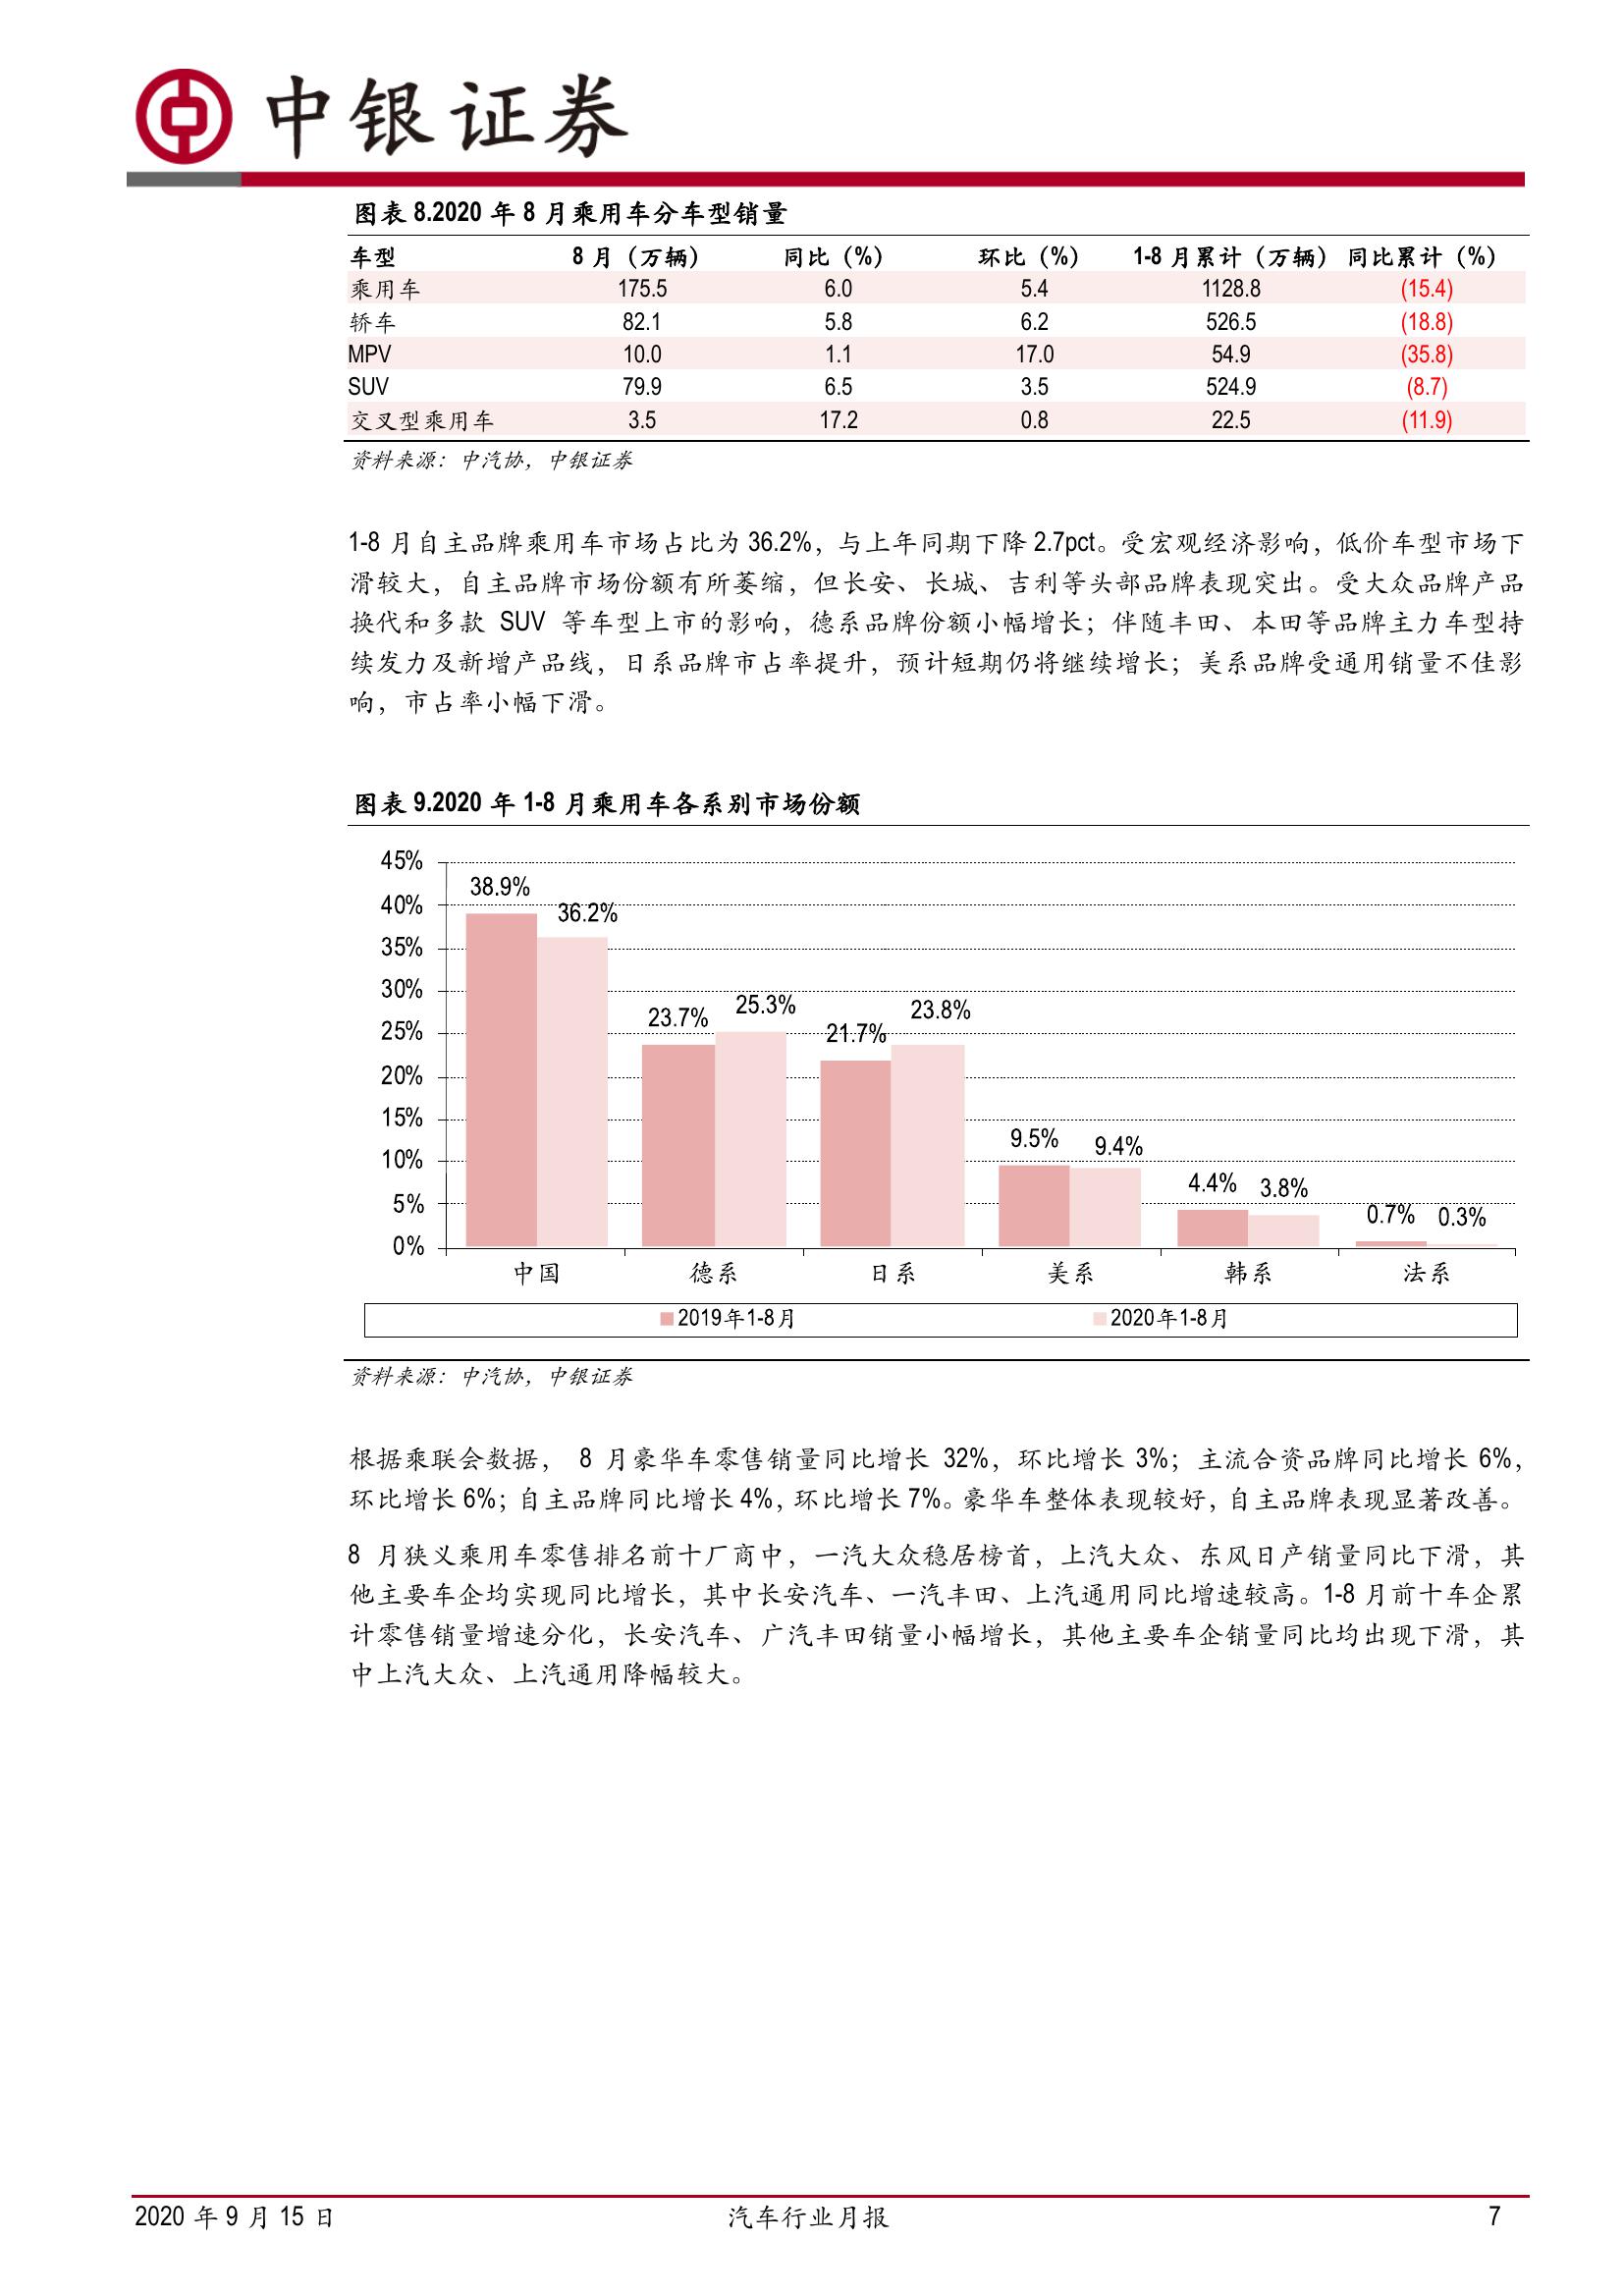 中银证券
图表 8.2020 年 8 月乘用车分车型销量
车型 8 月（万辆） 同比（%） 环比（%） 1-8 月累计（万辆） 同比累计（%）
乘用车 175.5 6.0 5.4 1128.8 (15.4)
轿车 82.1 5.8 6.2 526.5 (18.8)
MPV 10.0 1.1 17.0 54.9 (35.8)
SUV 79.9 6.5 3.5 524.9 (8.7)
交叉型乘用车 3.5 17.2 0.8 22.5 (11.9)
资料来源：中汽协，中银证券
1-8 月自主品牌乘用车市场占比为 36.2%，与上年同期下降 2.7pct。受宏观经济影响，低价车型市场下
滑较大，自主品牌市场份额有所萎缩，但长安、长城、吉利等头部品牌表现突出。受大众品牌产品
换代和多款 SUV 等车型上市的影响，德系品牌份额小幅增长；伴随丰田、本田等品牌主力车型持
续发力及新增产品线，日系品牌市占率提升，预计短期仍将继续增长；美系品牌受通用销量不佳影
响，市占率小幅下滑。
图表 9.2020 年 1-8 月乘用车各系别市场份额
45%
38.9%
40%
36.2%
35%
30%
23.7% 25.3% 21.7% 23.8%
25%
20%
15%
9.5% 9.4%
10%
4.4% 3.8%
5%
0.7% 0.3%
0%
中国 德系 日系 美系 韩系 法系
2019年1-8月 2020年1-8月
资料来源：中汽协，中银证券
根据乘联会数据， 8 月豪华车零售销量同比增长 32%，环比增长 3%；主流合资品牌同比增长 6%，
环比增长 6%；自主品牌同比增长 4%，环比增长 7%。豪华车整体表现较好，自主品牌表现显著改善。
8 月狭义乘用车零售排名前十厂商中，一汽大众稳居榜首，上汽大众、东风日产销量同比下滑，其
他主要车企均实现同比增长，其中长安汽车、一汽丰田、上汽通用同比增速较高。1-8 月前十车企累
计零售销量增速分化，长安汽车、广汽丰田销量小幅增长，其他主要车企销量同比均出现下滑，其
中上汽大众、上汽通用降幅较大。
2020 年 9 月 15 日 汽车行业月报 7